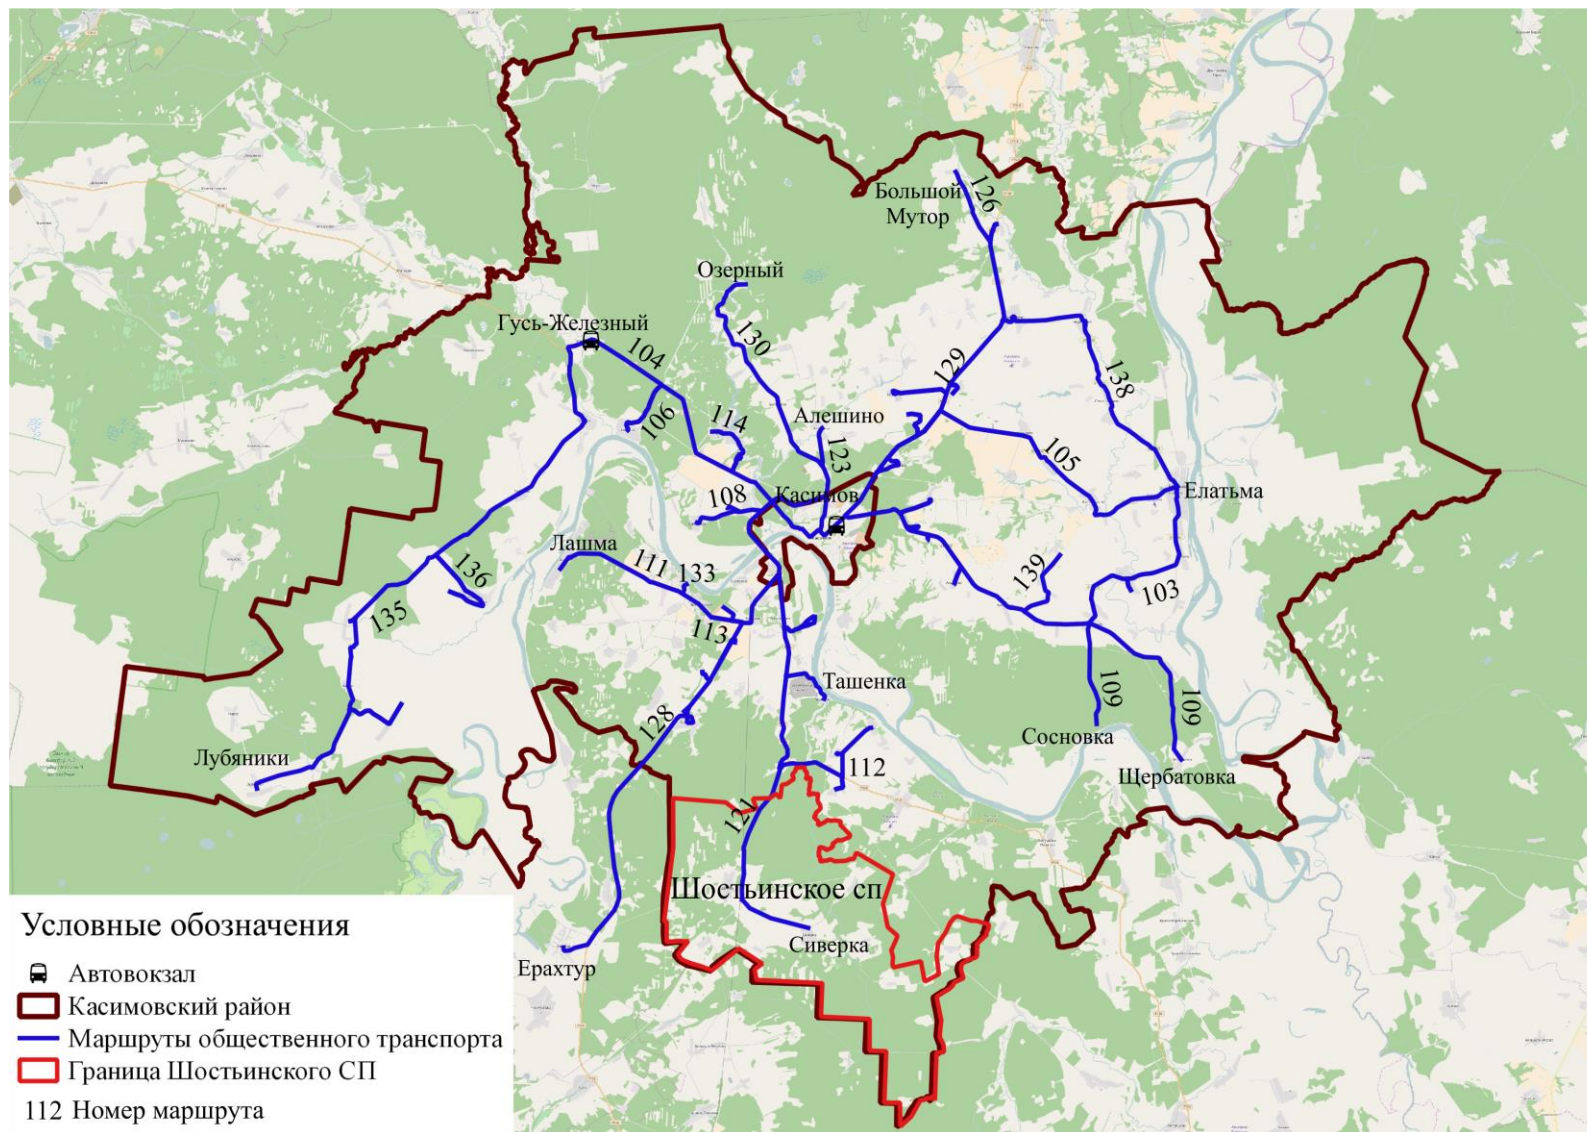 Большой
Мутор
126
Озерный
Гусь-Железный
104
130
129
138
106
114
Алешино
123
105
Касимов
108
Елатьма
Лашма
111
133
139
136
103
135
113
Ташенка
109
109
128
Сосновка
Лубяники
112
Щербатовка
121
Шостьинское сп
Сиверка
Ерахтур
Условные обозначения
Автовокзал
Касимовский район
Маршруты общественного транспорта
Граница Шостьинского СП
112 Номер маршрута